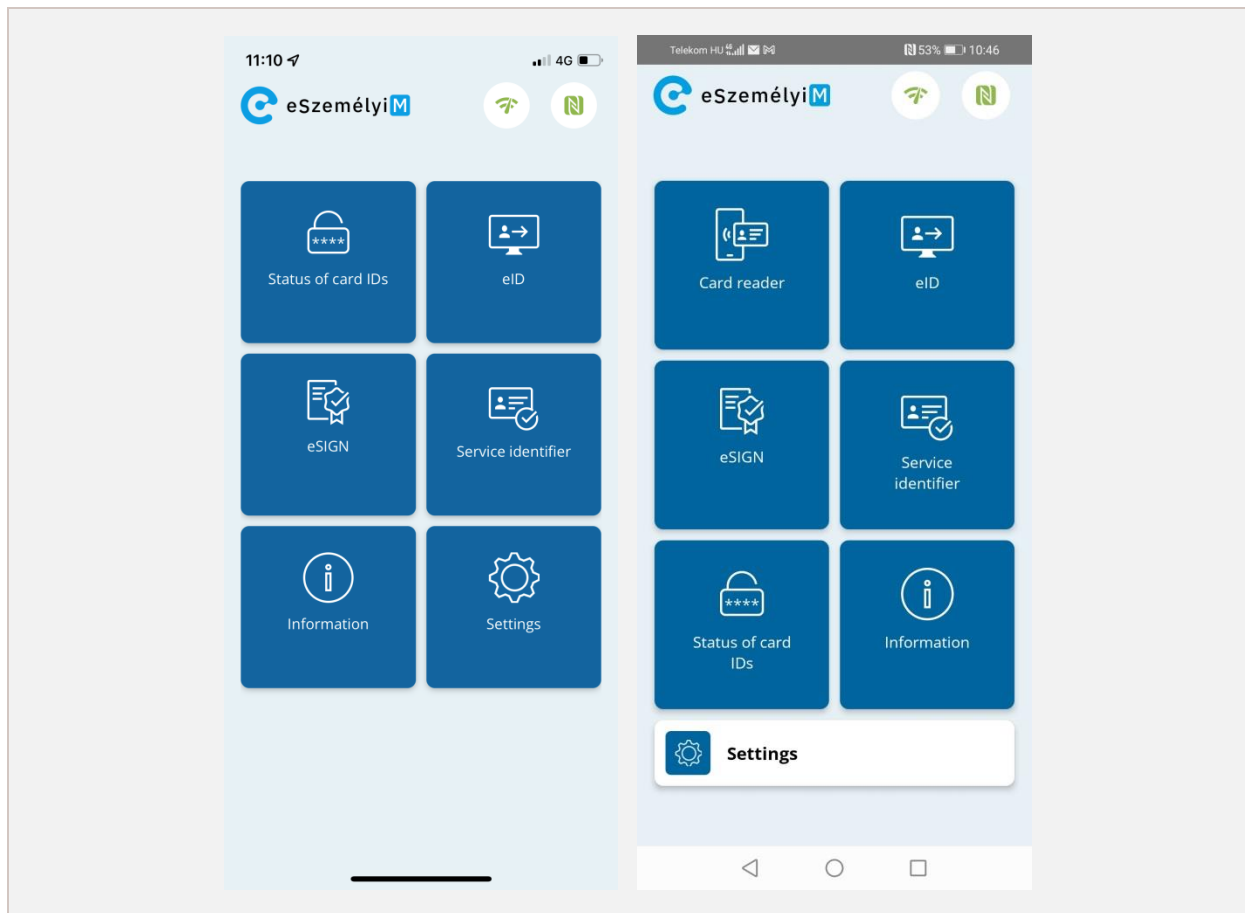 11:10
4G
eSzemélyiM
Status of card IDs
eID
eSIGN
Service identifier
Information
Settings
Telekom HU
53%
10:46
eSzemélyiM
Card reader
eID
eSIGN
Service
identifier
Status of card
IDs
Information
Settings